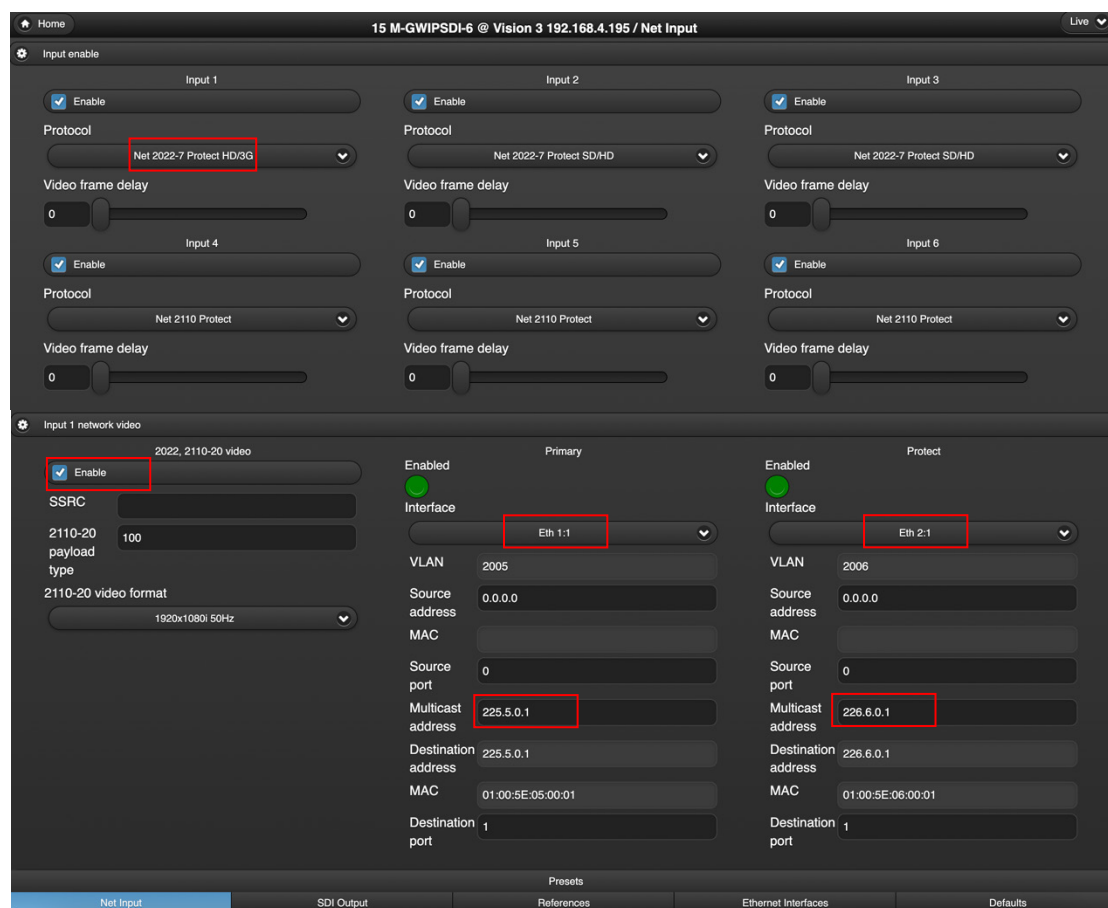 Home
15 M-GWIPSDI-6 @ Vision 3 192.168.4.195 / Net Input
Live
Input enable
Input 1 Input 2 Input 3
Enable Enable Enable
Protocol Protocol Protocol
Net 2022-7 Protect HD/3G Net 2022-7 Protect SD/HD Net 2022-7 Protect SD/HD
Video frame delay Video frame delay Video frame delay
0 0 0
Input 4 Input 5 Input 6
Enable Enable Enable
Protocol Protocol Protocol
Net 2110 Protect Net 2110 Protect Net 2110 Protect
Video frame delay Video frame delay Video frame delay
0 0 0
Input 1 network video
2022, 2110-20 video
Enable
SSRC
2110-20
payload
type
100
2110-20 video format
1920x1080i 50Hz
Primary
Enabled
Interface
Eth 1:1
VLAN 2005
Source
address
0.0.0.0
MAC
Source
port
0
Multicast
address
225.5.0.1
Destination
address
225.5.0.1
MAC 01:00:5E:05:00:01
Destination
port
1
Protect
Enabled
Interface
Eth 2:1
VLAN 2006
Source
address
0.0.0.0
MAC
Source
port
0
Multicast
address
226.6.0.1
Destination
address
226.6.0.1
MAC 01:00:5E:06:00:01
Destination
port
1
Presets
Net Input SDI Output References Ethernet Interfaces Defaults